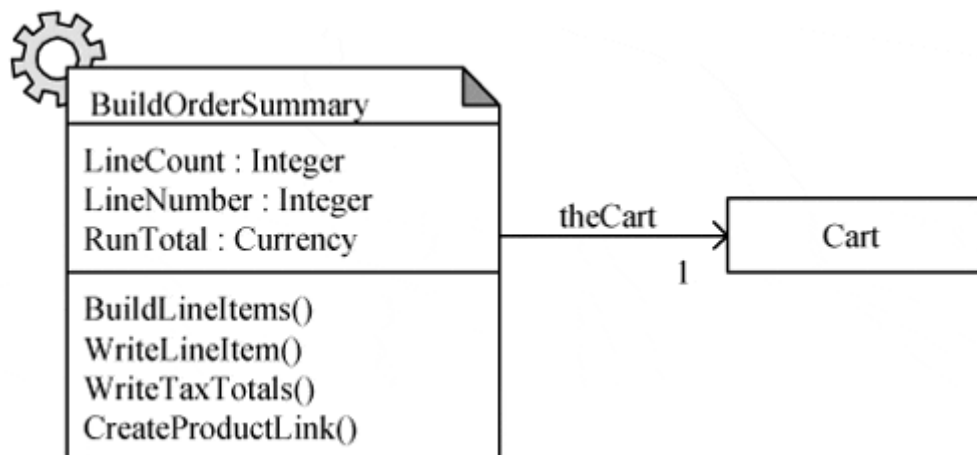 BuildOrderSummary
LineCount : Integer
LineNumber : Integer
RunTotal : Currency
BuildLineItems()
WriteLineItem()
WriteTaxTotals()
CreateProductLink()
theCart
1
Cart